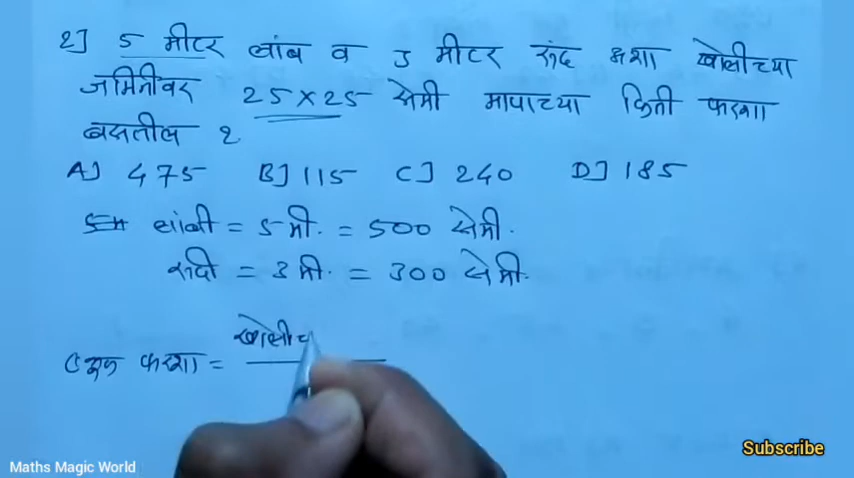 2] 5 मीटर लांब व 3 मीटर रुंद अशा खोलीच्या
जमिनीवर 25 × 25 सेमी मापाच्या किती फरशा
बसतील ?
A] 475 B] 115 C] 240 D] 185
लांबी = 5 मी. = 500 सेमी.
रुंदी = 3 मी. = 300 सेमी.
खोलीच
एकूण फरशा =
Subscribe
Maths Magic World